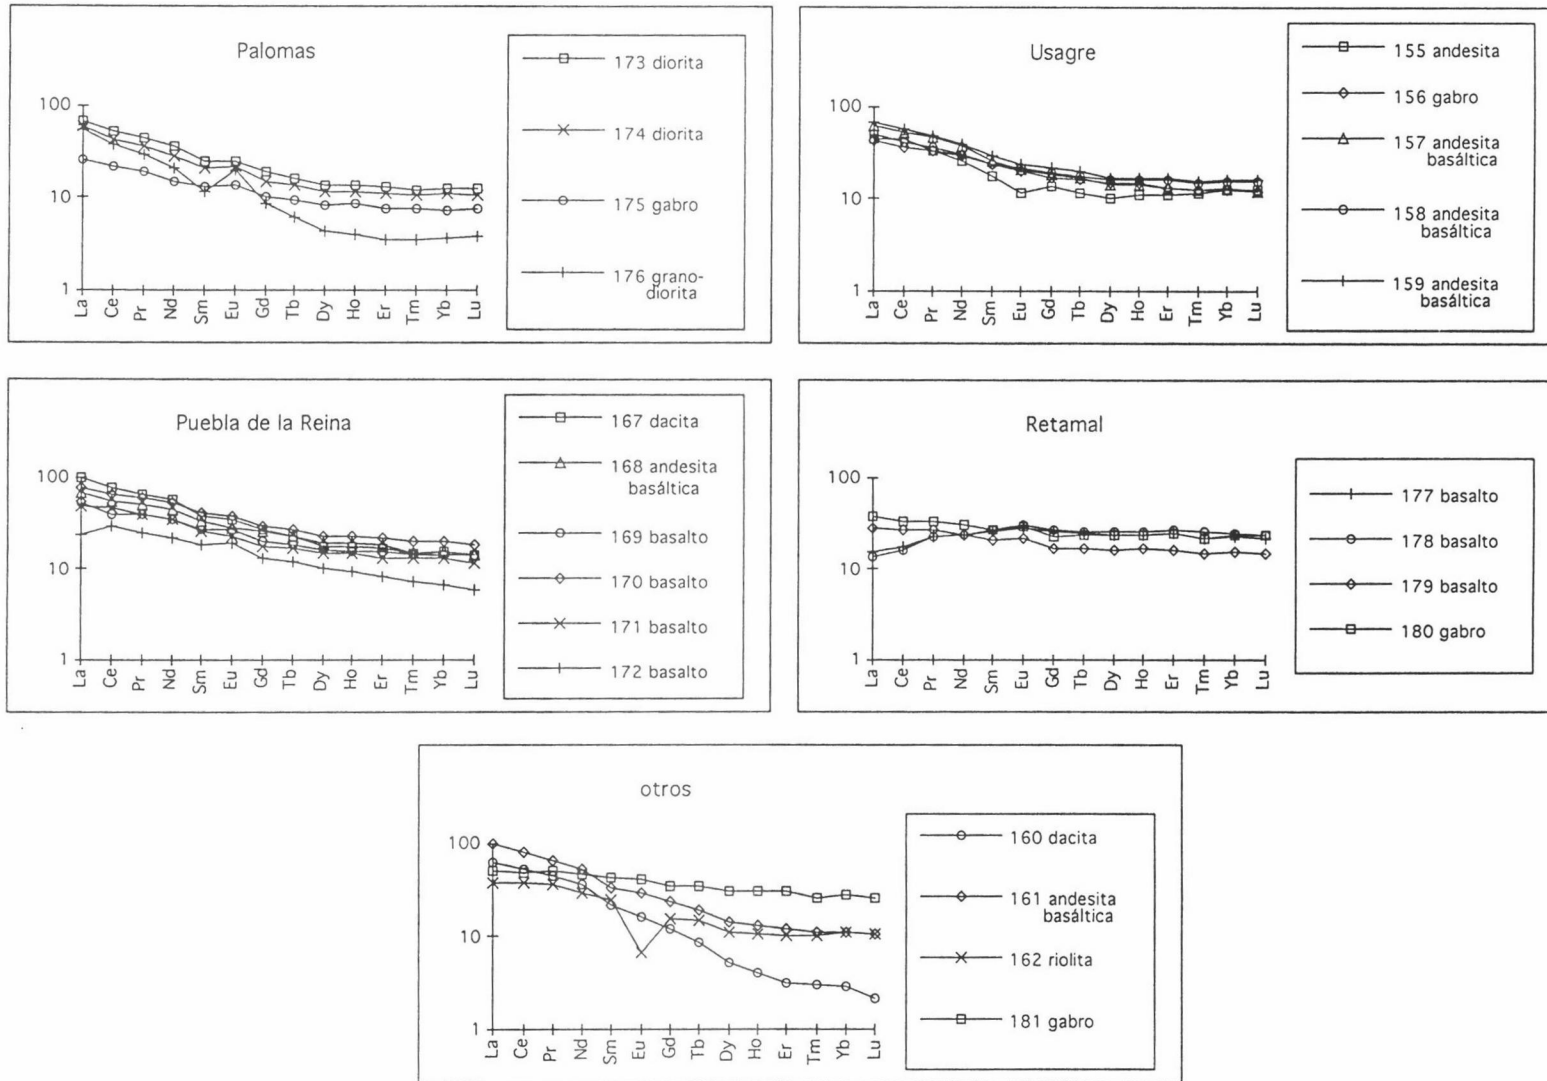 Palomas
100
10
1
La Ce Pr Nd Sm Eu Gd Tb Dy Ho Er Tm Yb Lu
173 diorita
174 diorita
175 gabro
176 grano-
diorita
Usagre
100
10
1
La Ce Pr Nd Sm Eu Gd Tb Dy Ho Er Tm Yb Lu
155 andesita
156 gabro
157 andesita
basáltica
158 andesita
basáltica
159 andesita
basáltica
Puebla de la Reina
100
10
1
La Ce Pr Nd Sm Eu Gd Tb Dy Ho Er Tm Yb Lu
167 dacita
168 andesita
basáltica
169 basalto
170 basalto
171 basalto
172 basalto
Retamal
100
10
1
La Ce Pr Nd Sm Eu Gd Tb Dy Ho Er Tm Yb Lu
177 basalto
178 basalto
179 basalto
180 gabro
otros
100
10
1
La Ce Pr Nd Sm Eu Gd Tb Dy Ho Er Tm Yb Lu
160 dacita
161 andesita
basáltica
162 riolita
181 gabro